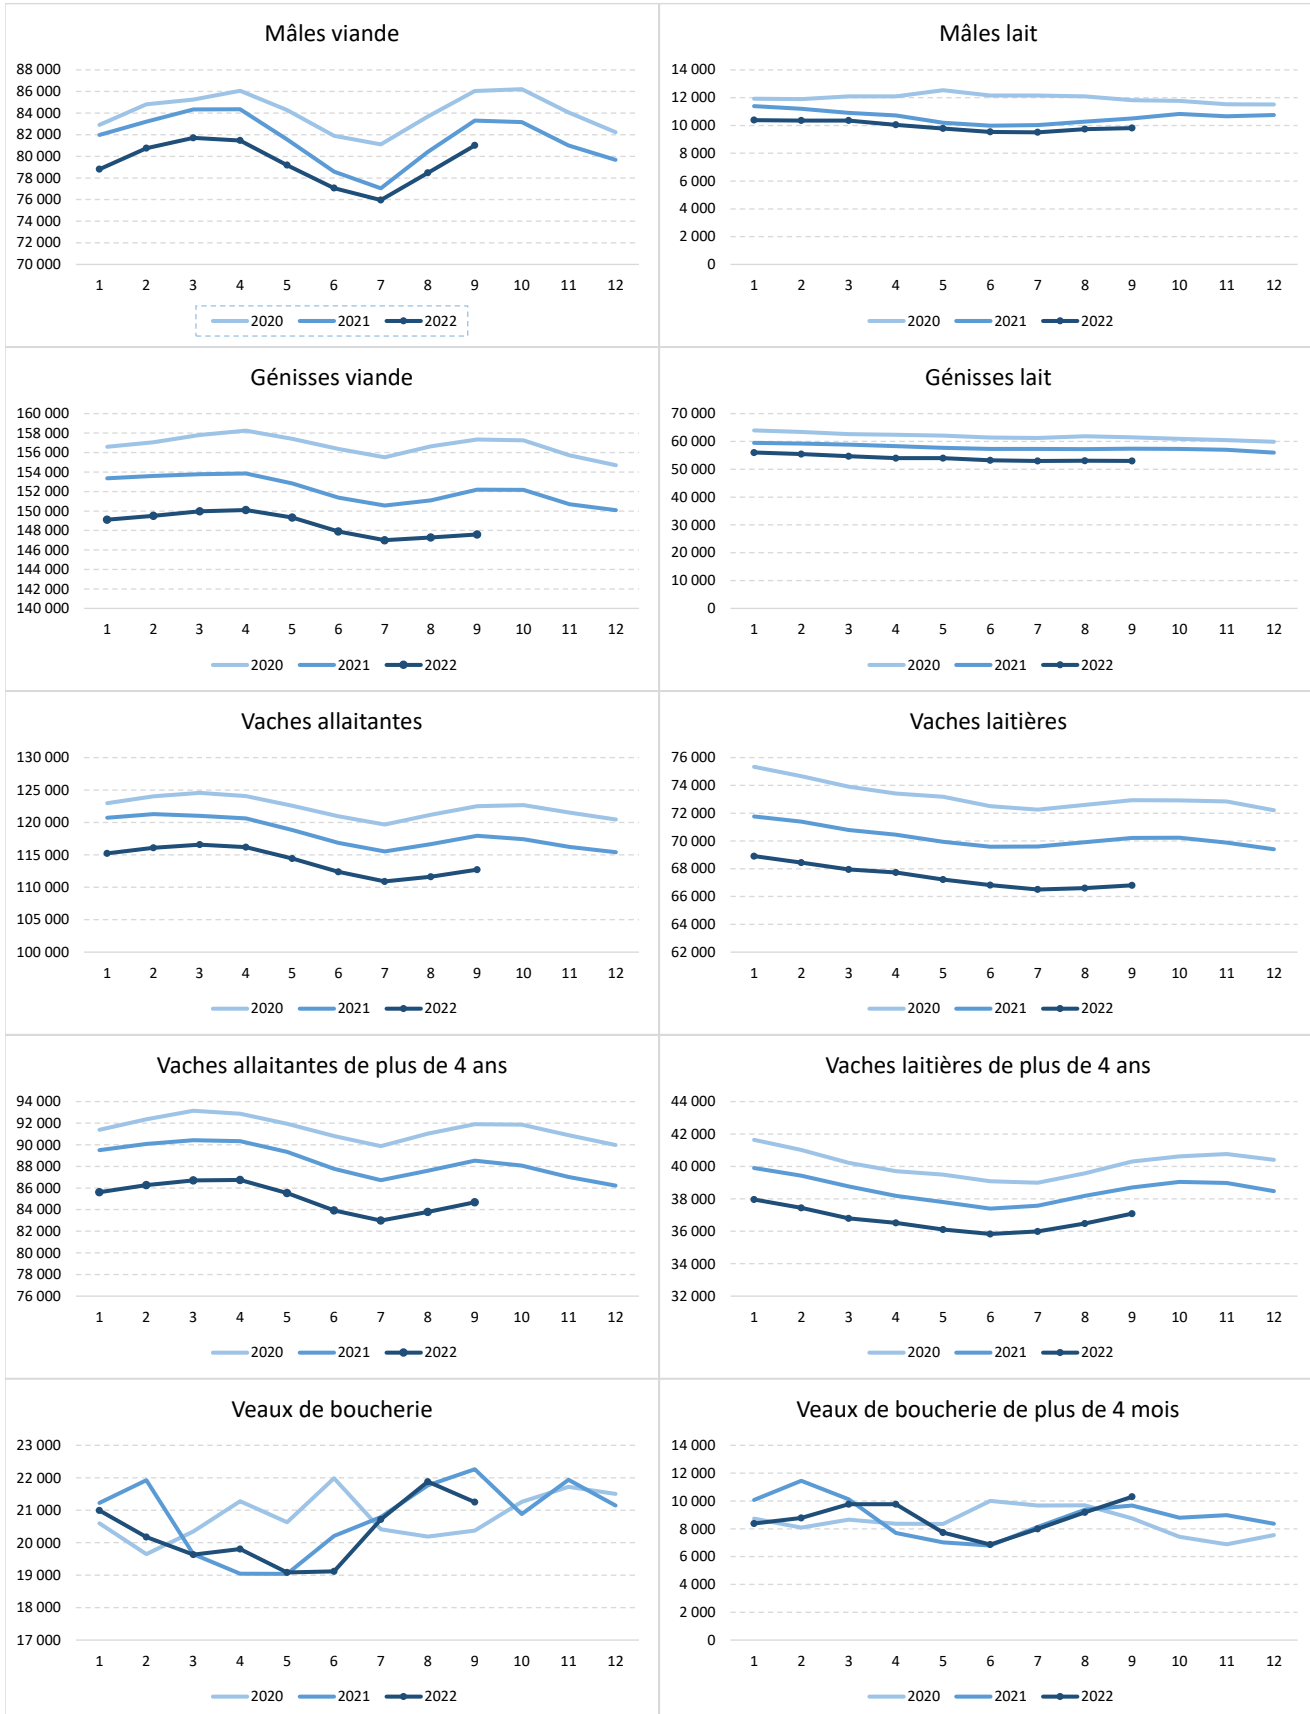 Mâles viande
88 000
86 000
84 000
82 000
80 000
78 000
76 000
74 000
72 000
70 000
1 2 3 4 5 6 7 8 9 10 11 12
2020 2021 2022
Mâles lait
14 000
12 000
10 000
8 000
6 000
4 000
2 000
0
1 2 3 4 5 6 7 8 9 10 11 12
2020 2021 2022
Génisses viande
160 000
158 000
156 000
154 000
152 000
150 000
148 000
146 000
144 000
142 000
140 000
1 2 3 4 5 6 7 8 9 10 11 12
2020 2021 2022
Génisses lait
70 000
60 000
50 000
40 000
30 000
20 000
10 000
0
1 2 3 4 5 6 7 8 9 10 11 12
2020 2021 2022
Vaches allaitantes
130 000
125 000
120 000
115 000
110 000
105 000
100 000
1 2 3 4 5 6 7 8 9 10 11 12
2020 2021 2022
Vaches laitières
76 000
74 000
72 000
70 000
68 000
66 000
64 000
62 000
1 2 3 4 5 6 7 8 9 10 11 12
2020 2021 2022
Vaches allaitantes de plus de 4 ans
94 000
92 000
90 000
88 000
86 000
84 000
82 000
80 000
78 000
76 000
1 2 3 4 5 6 7 8 9 10 11 12
2020 2021 2022
Vaches laitières de plus de 4 ans
44 000
42 000
40 000
38 000
36 000
34 000
32 000
1 2 3 4 5 6 7 8 9 10 11 12
2020 2021 2022
Veaux de boucherie
23 000
22 000
21 000
20 000
19 000
18 000
17 000
1 2 3 4 5 6 7 8 9 10 11 12
2020 2021 2022
Veaux de boucherie de plus de 4 mois
14 000
12 000
10 000
8 000
6 000
4 000
2 000
0
1 2 3 4 5 6 7 8 9 10 11 12
2020 2021 2022